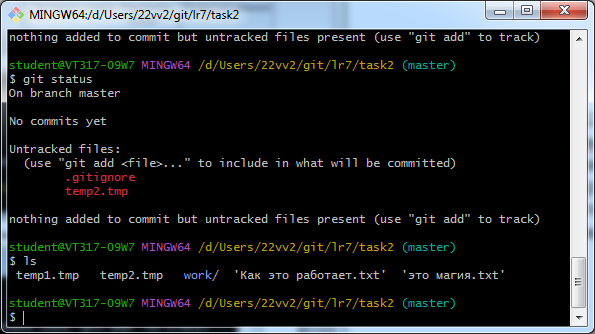 MINGW64:/d/Users/22vv2/git/lr7/task2
nothing added to commit but untracked files present (use "git add" to track)
student@VT317-09W7 MINGW64 /d/Users/22vv2/git/lr7/task2 (master)
$ git status
On branch master
No commits yet
Untracked files:
(use "git add <file>..." to include in what will be committed)
.gitignore
temp2.tmp
nothing added to commit but untracked files present (use "git add" to track)
student@VT317-09W7 MINGW64 /d/Users/22vv2/git/lr7/task2 (master)
$ ls
temp1.tmp temp2.tmp work/ 'Как это работает.txt' 'это магия.txt'
student@VT317-09W7 MINGW64 /d/Users/22vv2/git/lr7/task2 (master)
$